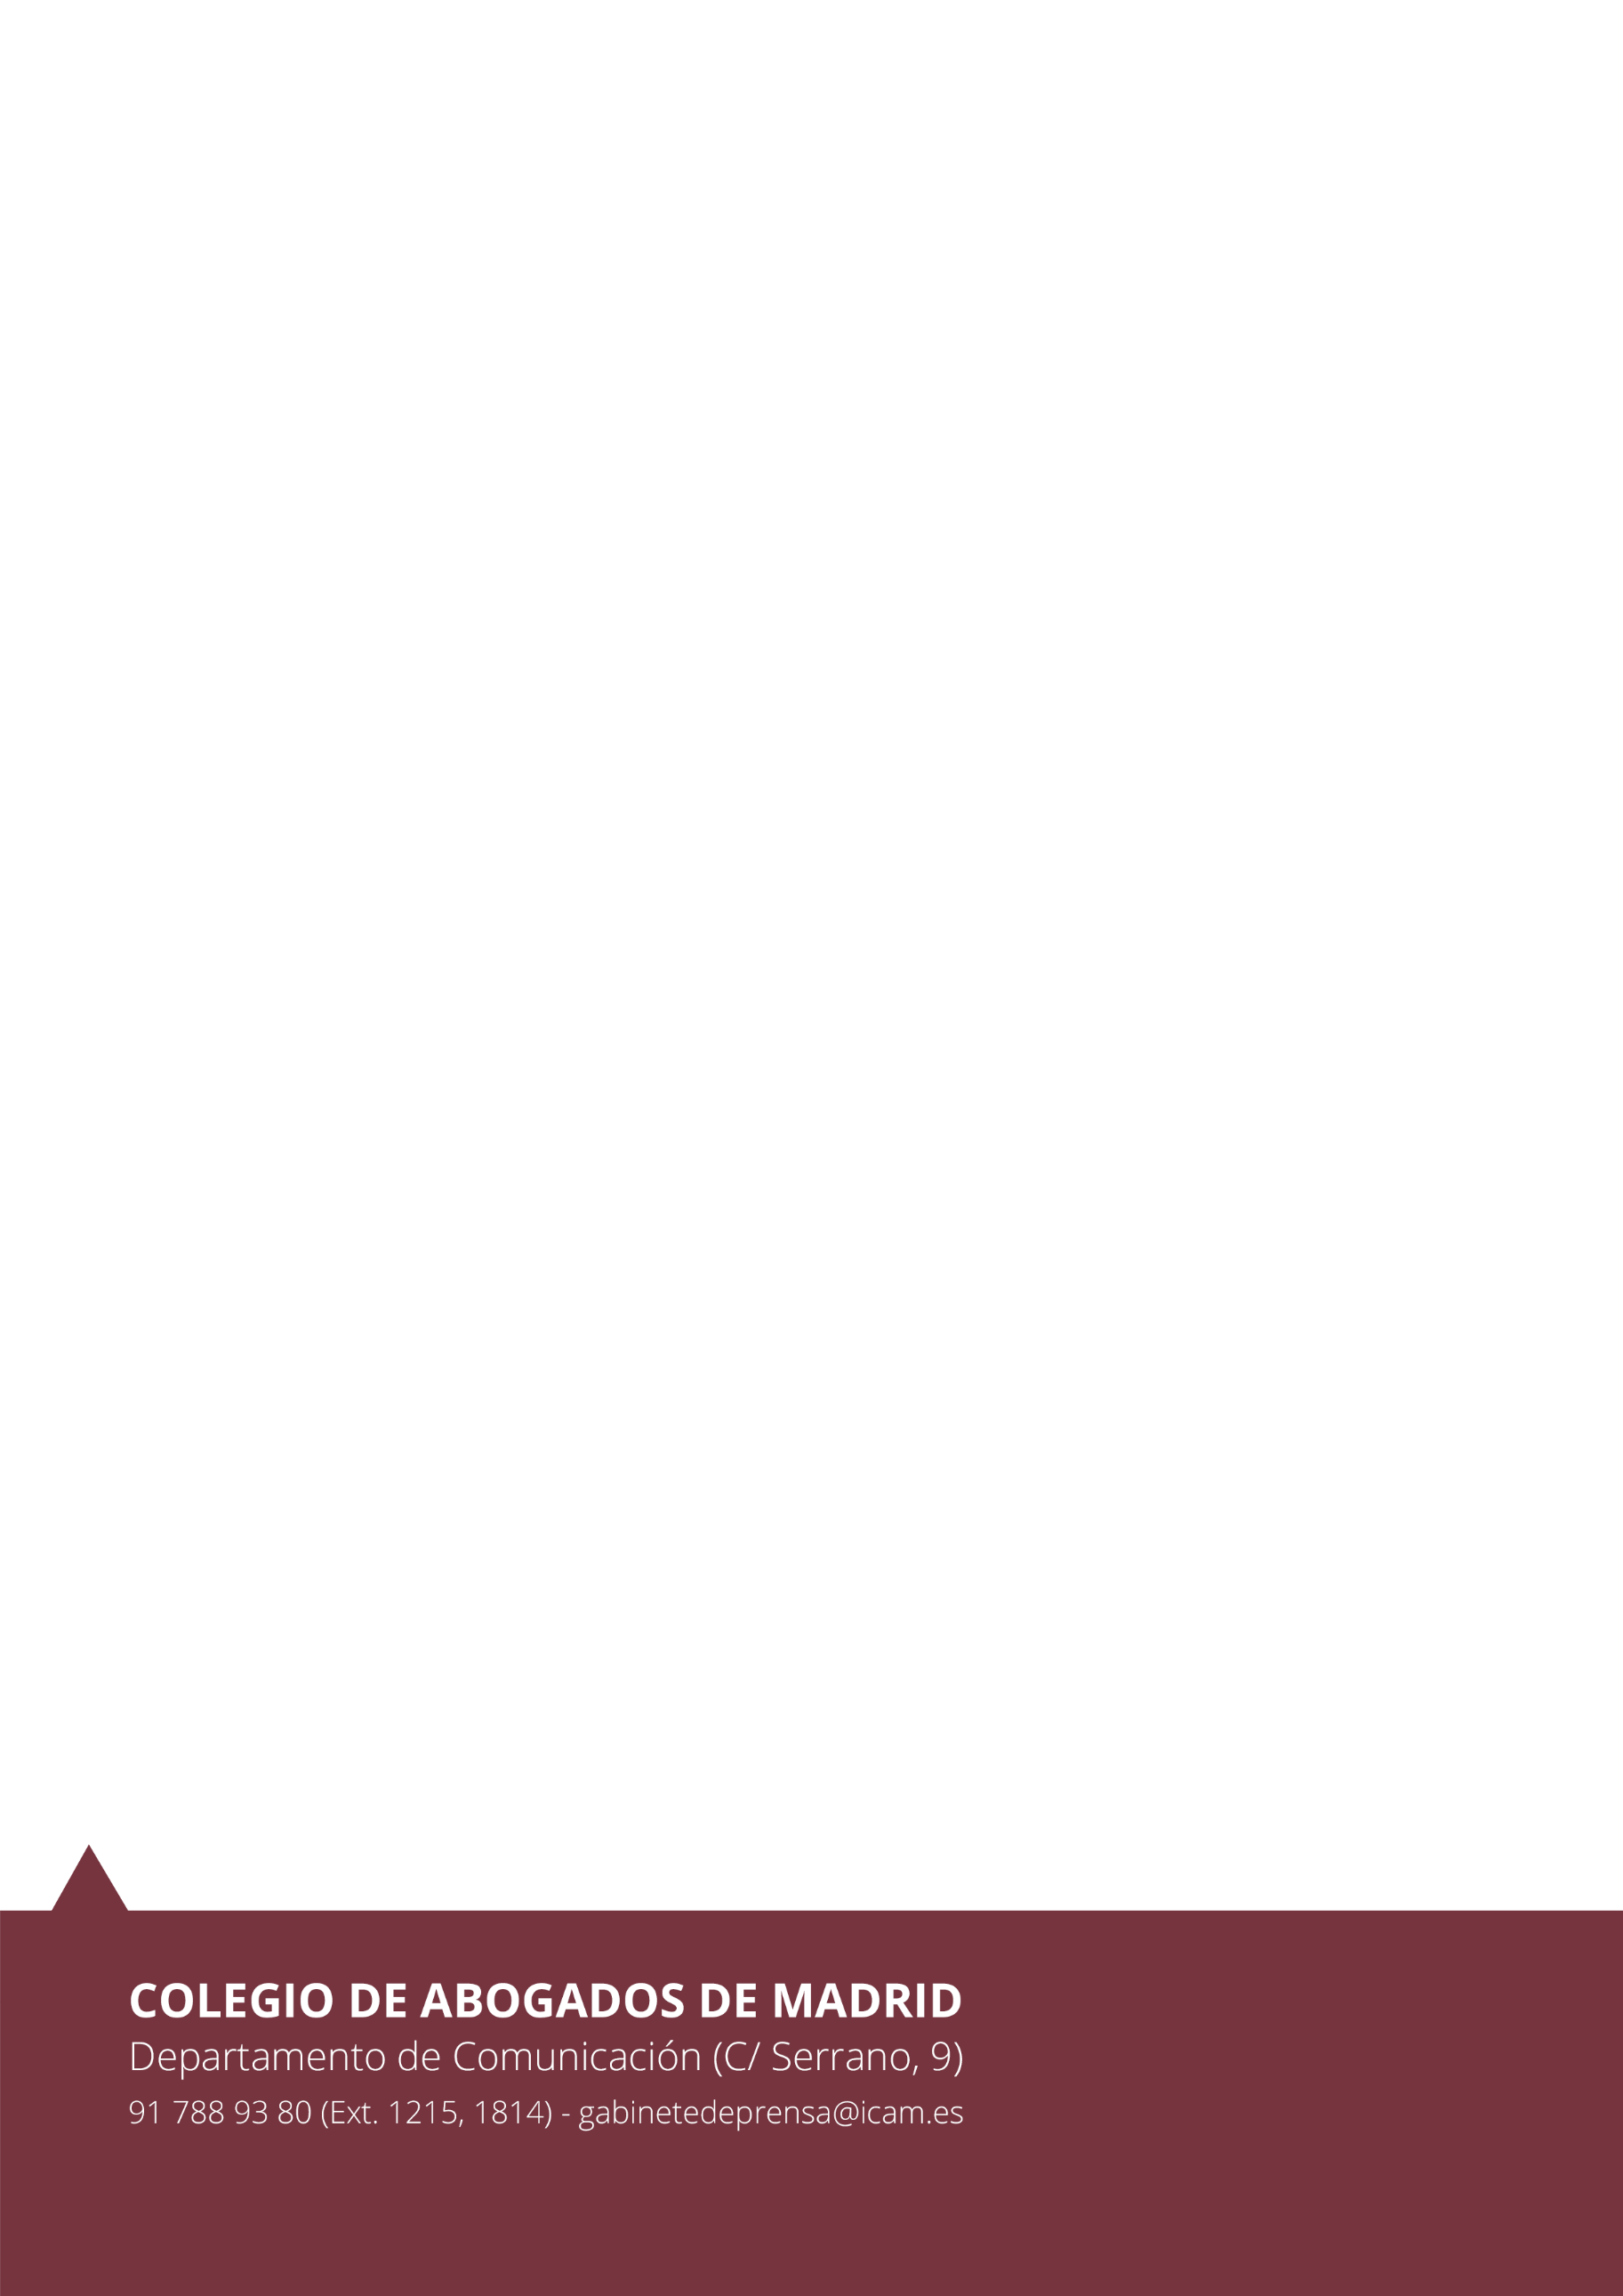 COLEGIO DE ABOGADOS DE MADRID
Departamento de Comunicación (C/ Serrano, 9)
91 788 93 80 (Ext. 1215, 1814) - gabinetedeprensa@icam.es